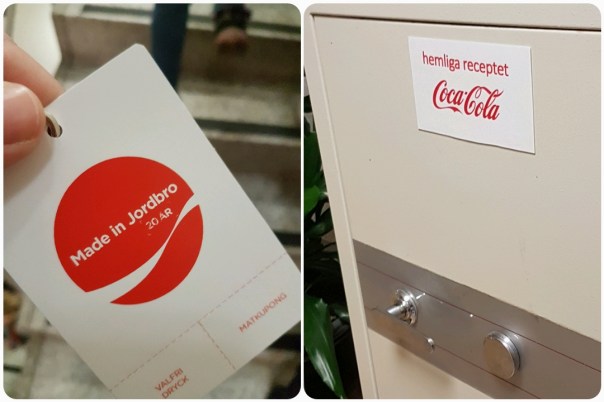 Made in Jordbro
20 ÅR
MATKUPONG
VALFRI
DRYCK
hemliga receptet
Coca-Cola